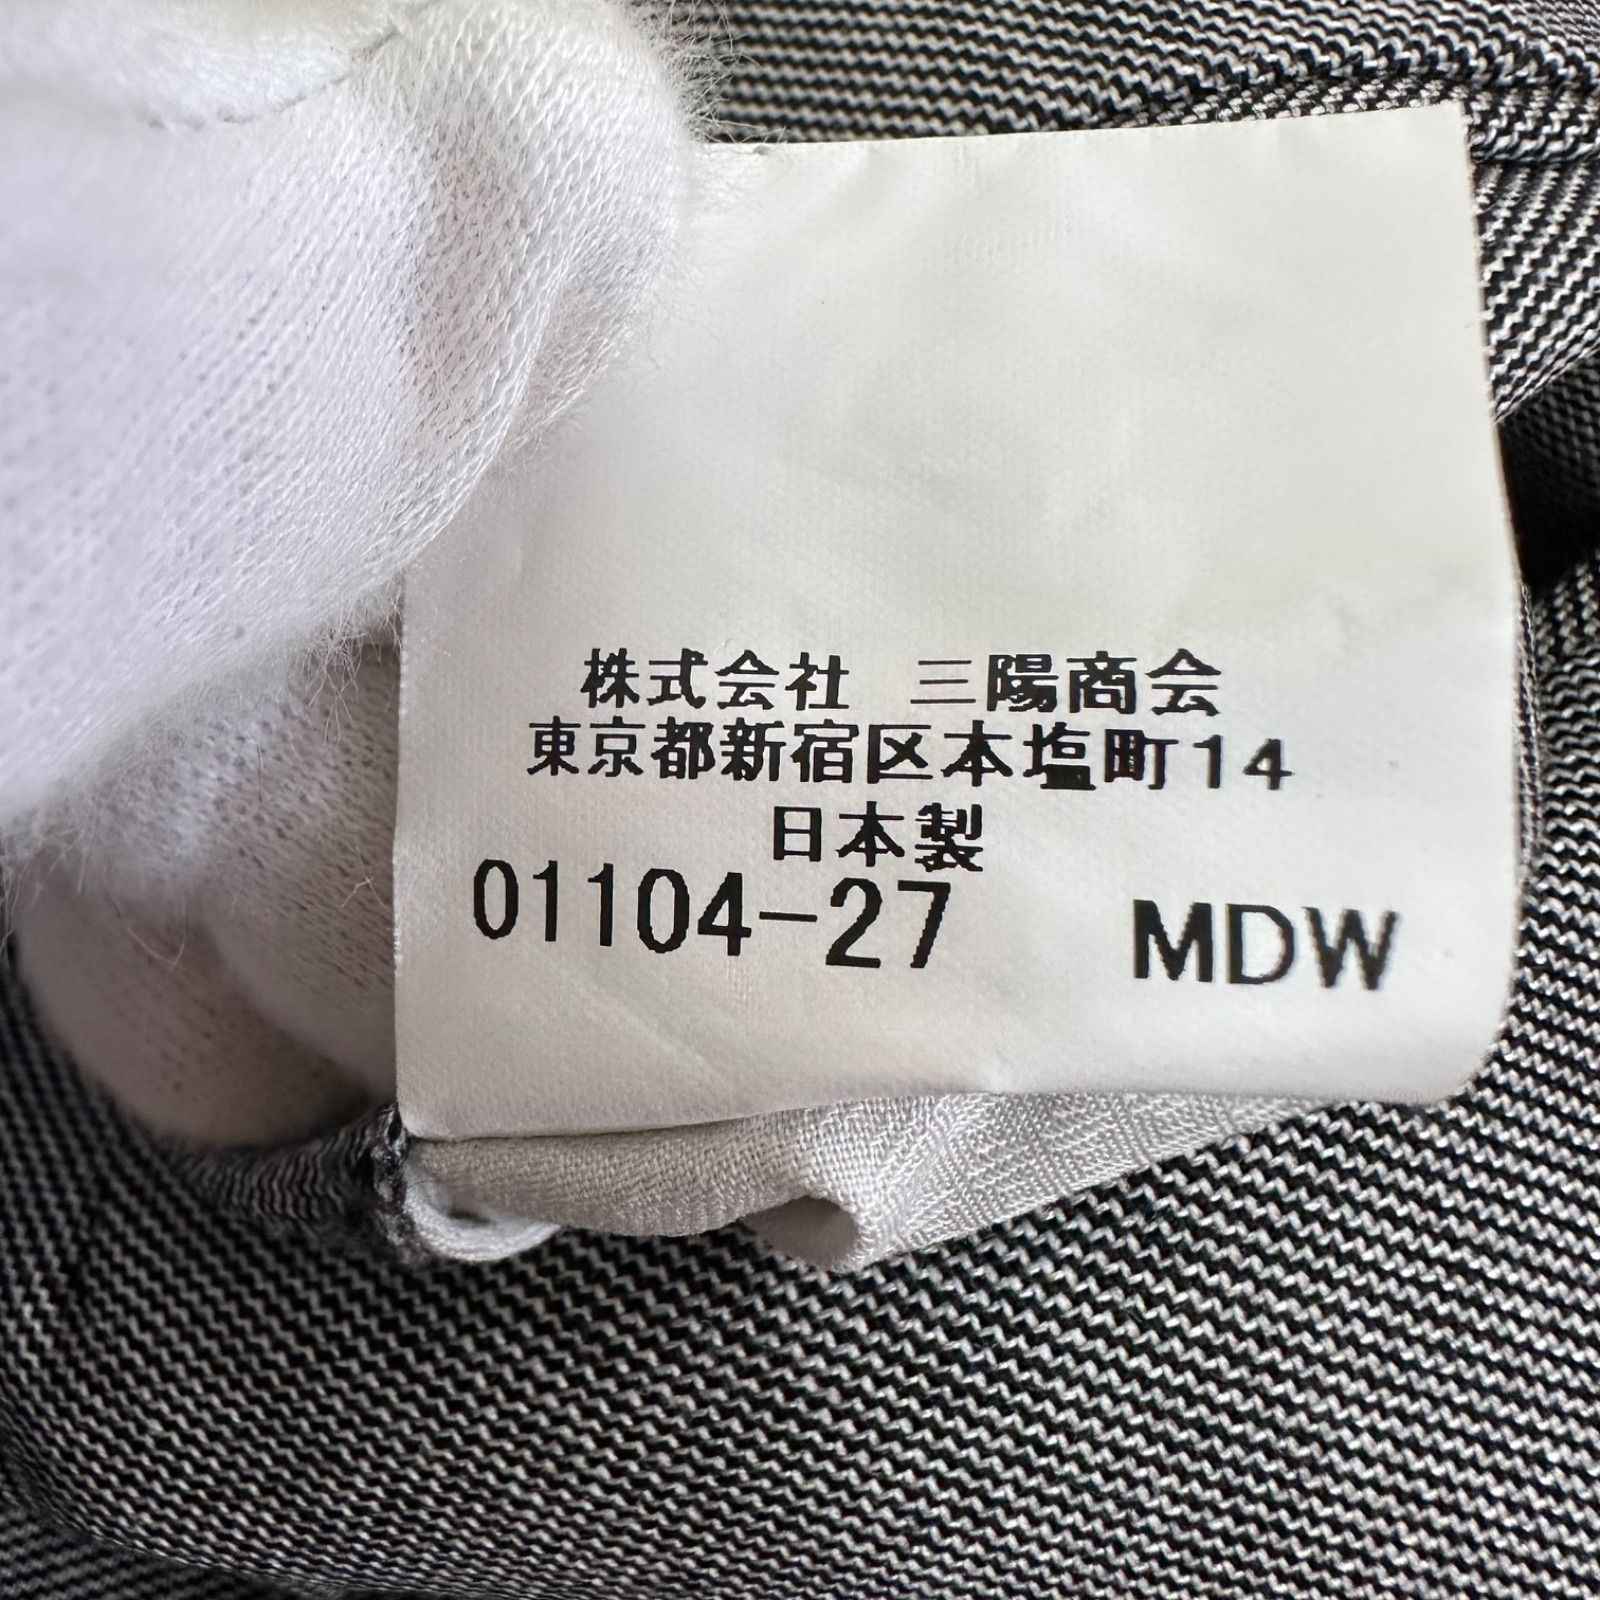 株式会社 三陽商会
東京都新宿区本塩町14
日本製
01104-27 MDW